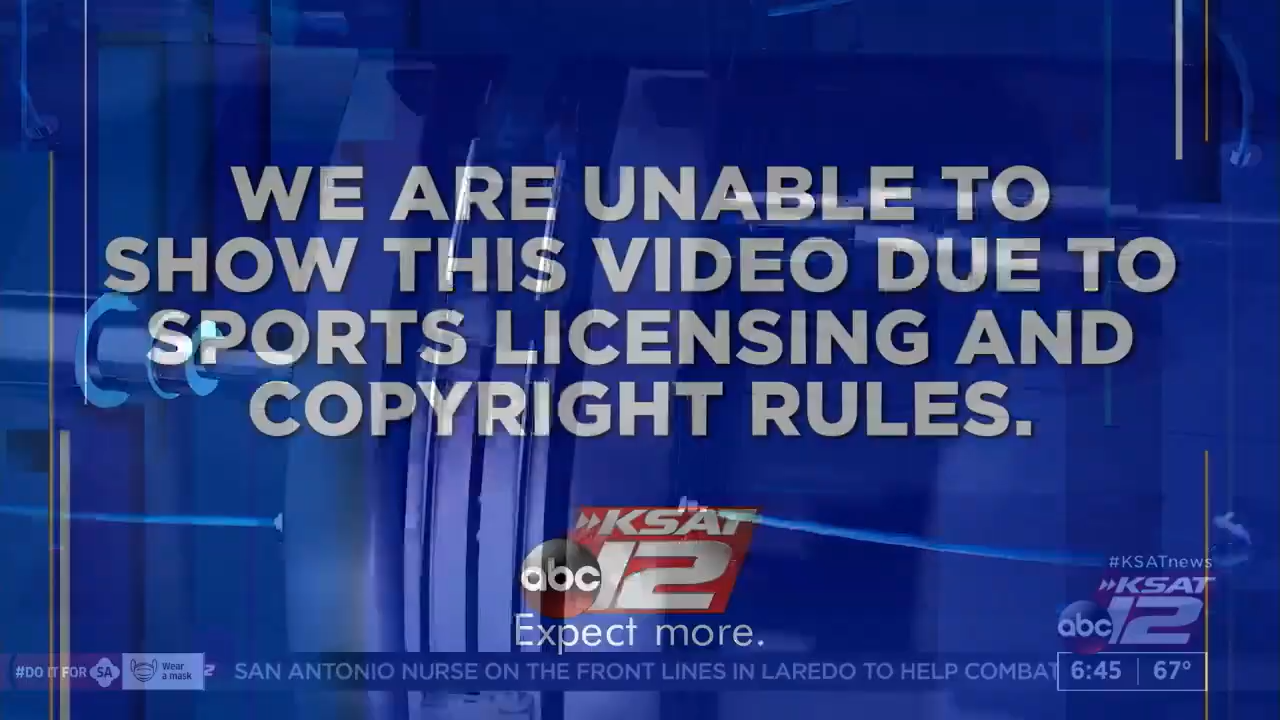 WE ARE UNABLE TO
SHOW THIS VIDEO DUE TO
SPORTS LICENSING AND
COPYRIGHT RULES.
KSAT
abc 12
Expect more.
#KSATnews
KSAT
abc 12
#DO IT FOR SA
Wear
a mask
SAN ANTONIO NURSE ON THE FRONT LINES IN LAREDO TO HELP COMBAT
6:45 67°